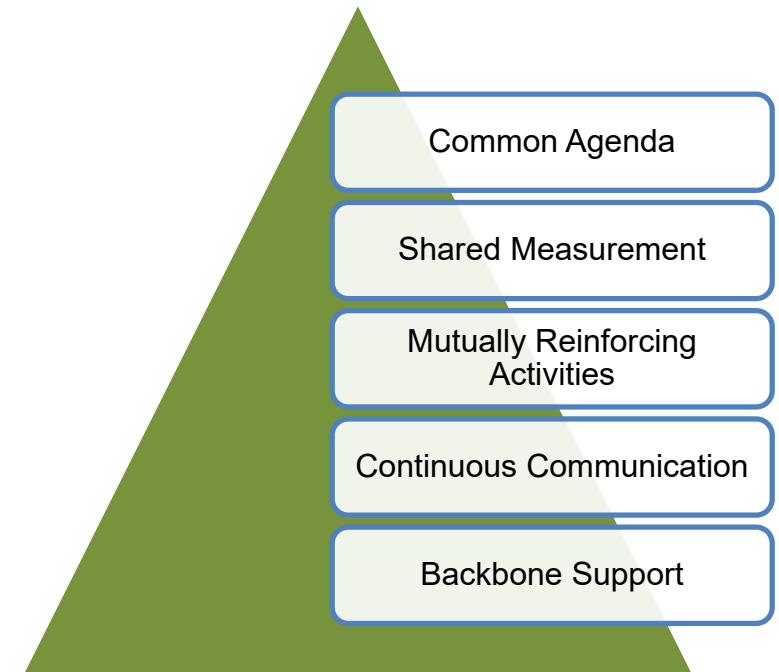 Common Agenda
Shared Measurement
Mutually Reinforcing
Activities
Continuous Communication
Backbone Support